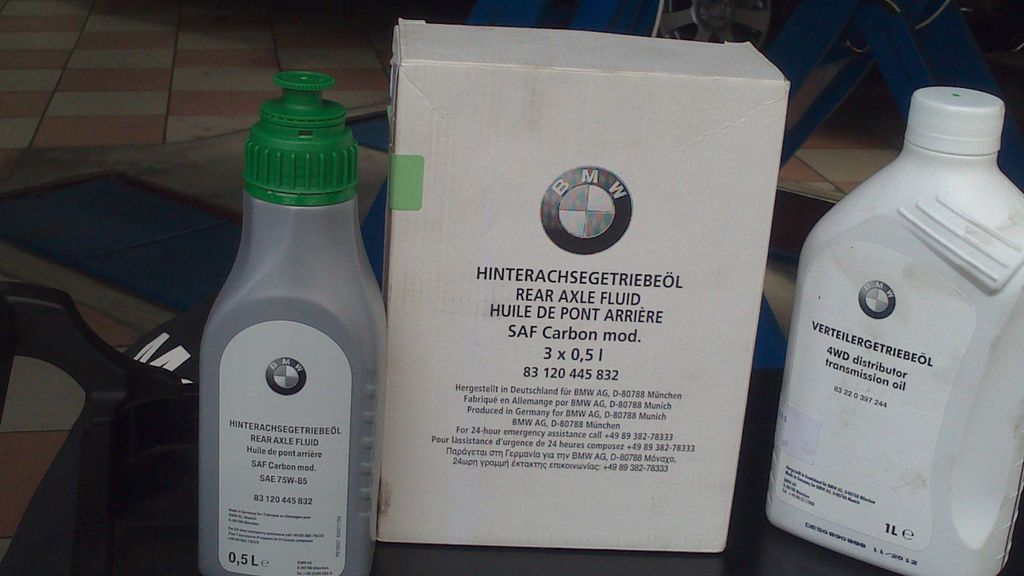 BMW
HINTERACHSEGETRIEBEÖL
REAR AXLE FLUID
Huile de pont arrière
SAF Carbon mod.
SAE 75W-85
83 120 445 832
0,5 L e
BMW
HINTERACHSEGETRIEBEÖL
REAR AXLE FLUID
HUILE DE PONT ARRIÈRE
SAF Carbon mod.
3 x 0,5 l
83 120 445 832
Hergestellt in Deutschland für BMW AG, D-80788 München
Fabriqué en Allemange por BMW AG, D-80788 Munich
Produced in Germany for BMW AG, D-80788 Munich
BMW AG, D-80788 München
For 24-hour emergency assistance call +49 89 382-78333
Pour làssistance d'urgence de 24 heures composez +49 89 382-78333
Παράγεται στη Γερμανία για την BMW AG, D-80788 Μόναχο,
24ωρη γραμμή έκτακτης επικοινωνίας: +49 89 382-78333
BMW
VERTEILERGETRIEBEÖL
4WD distributor
transmission oil
83 22 0 397 244
1L e
11/2012
M